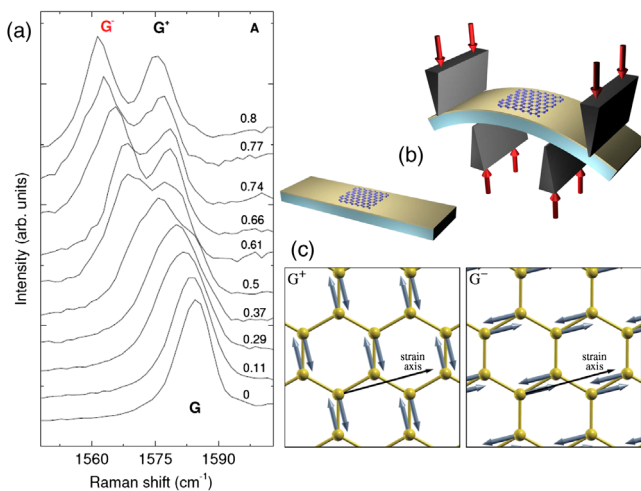 (a)
G-
G+
A
0.8
0.77
0.74
0.66
0.61
0.5
0.37
0.29
0.11
0
G
Intensity (arb. units)
1560
1575
1590
Raman shift (cm-1)
(b)
(c)
G+
strain
axis
G−
strain
axis